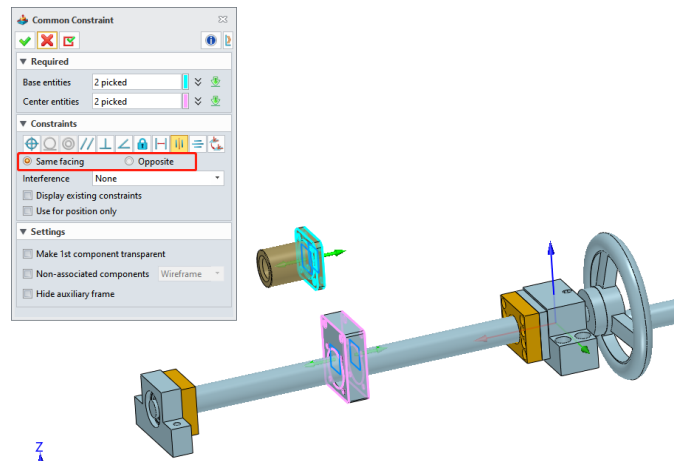 Common Constraint
Required
Base entities 2 picked
Center entities 2 picked
Constraints
Same facing Opposite
Interference None
Display existing constraints
Use for position only
Settings
Make 1st component transparent
Non-associated components Wireframe
Hide auxiliary frame
Z